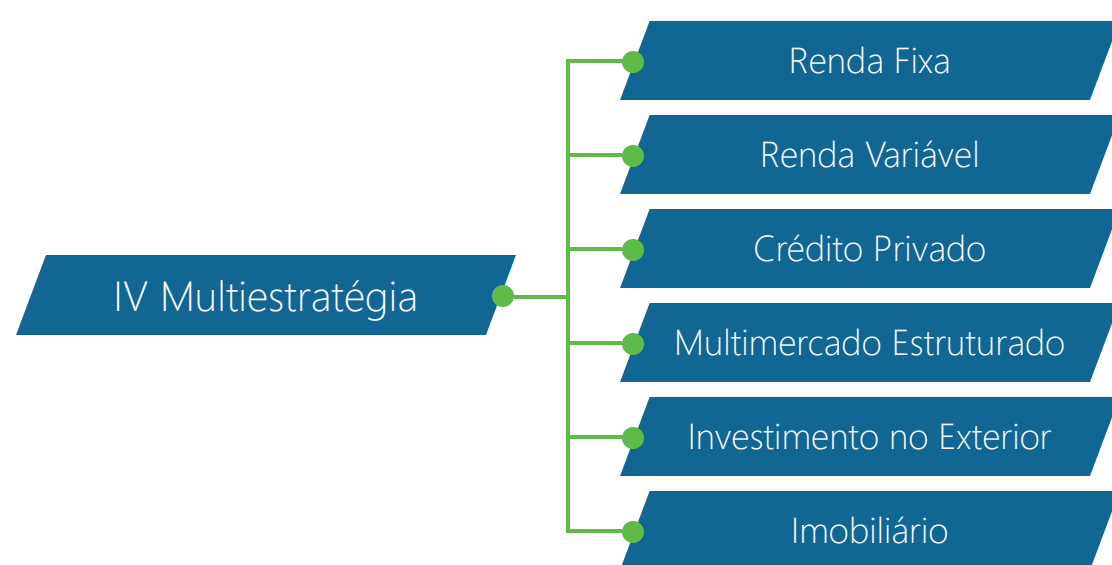 Renda Fixa
Renda Variável
Crédito Privado
IV Multiestratégia
Multimercado Estruturado
Investimento no Exterior
Imobiliário